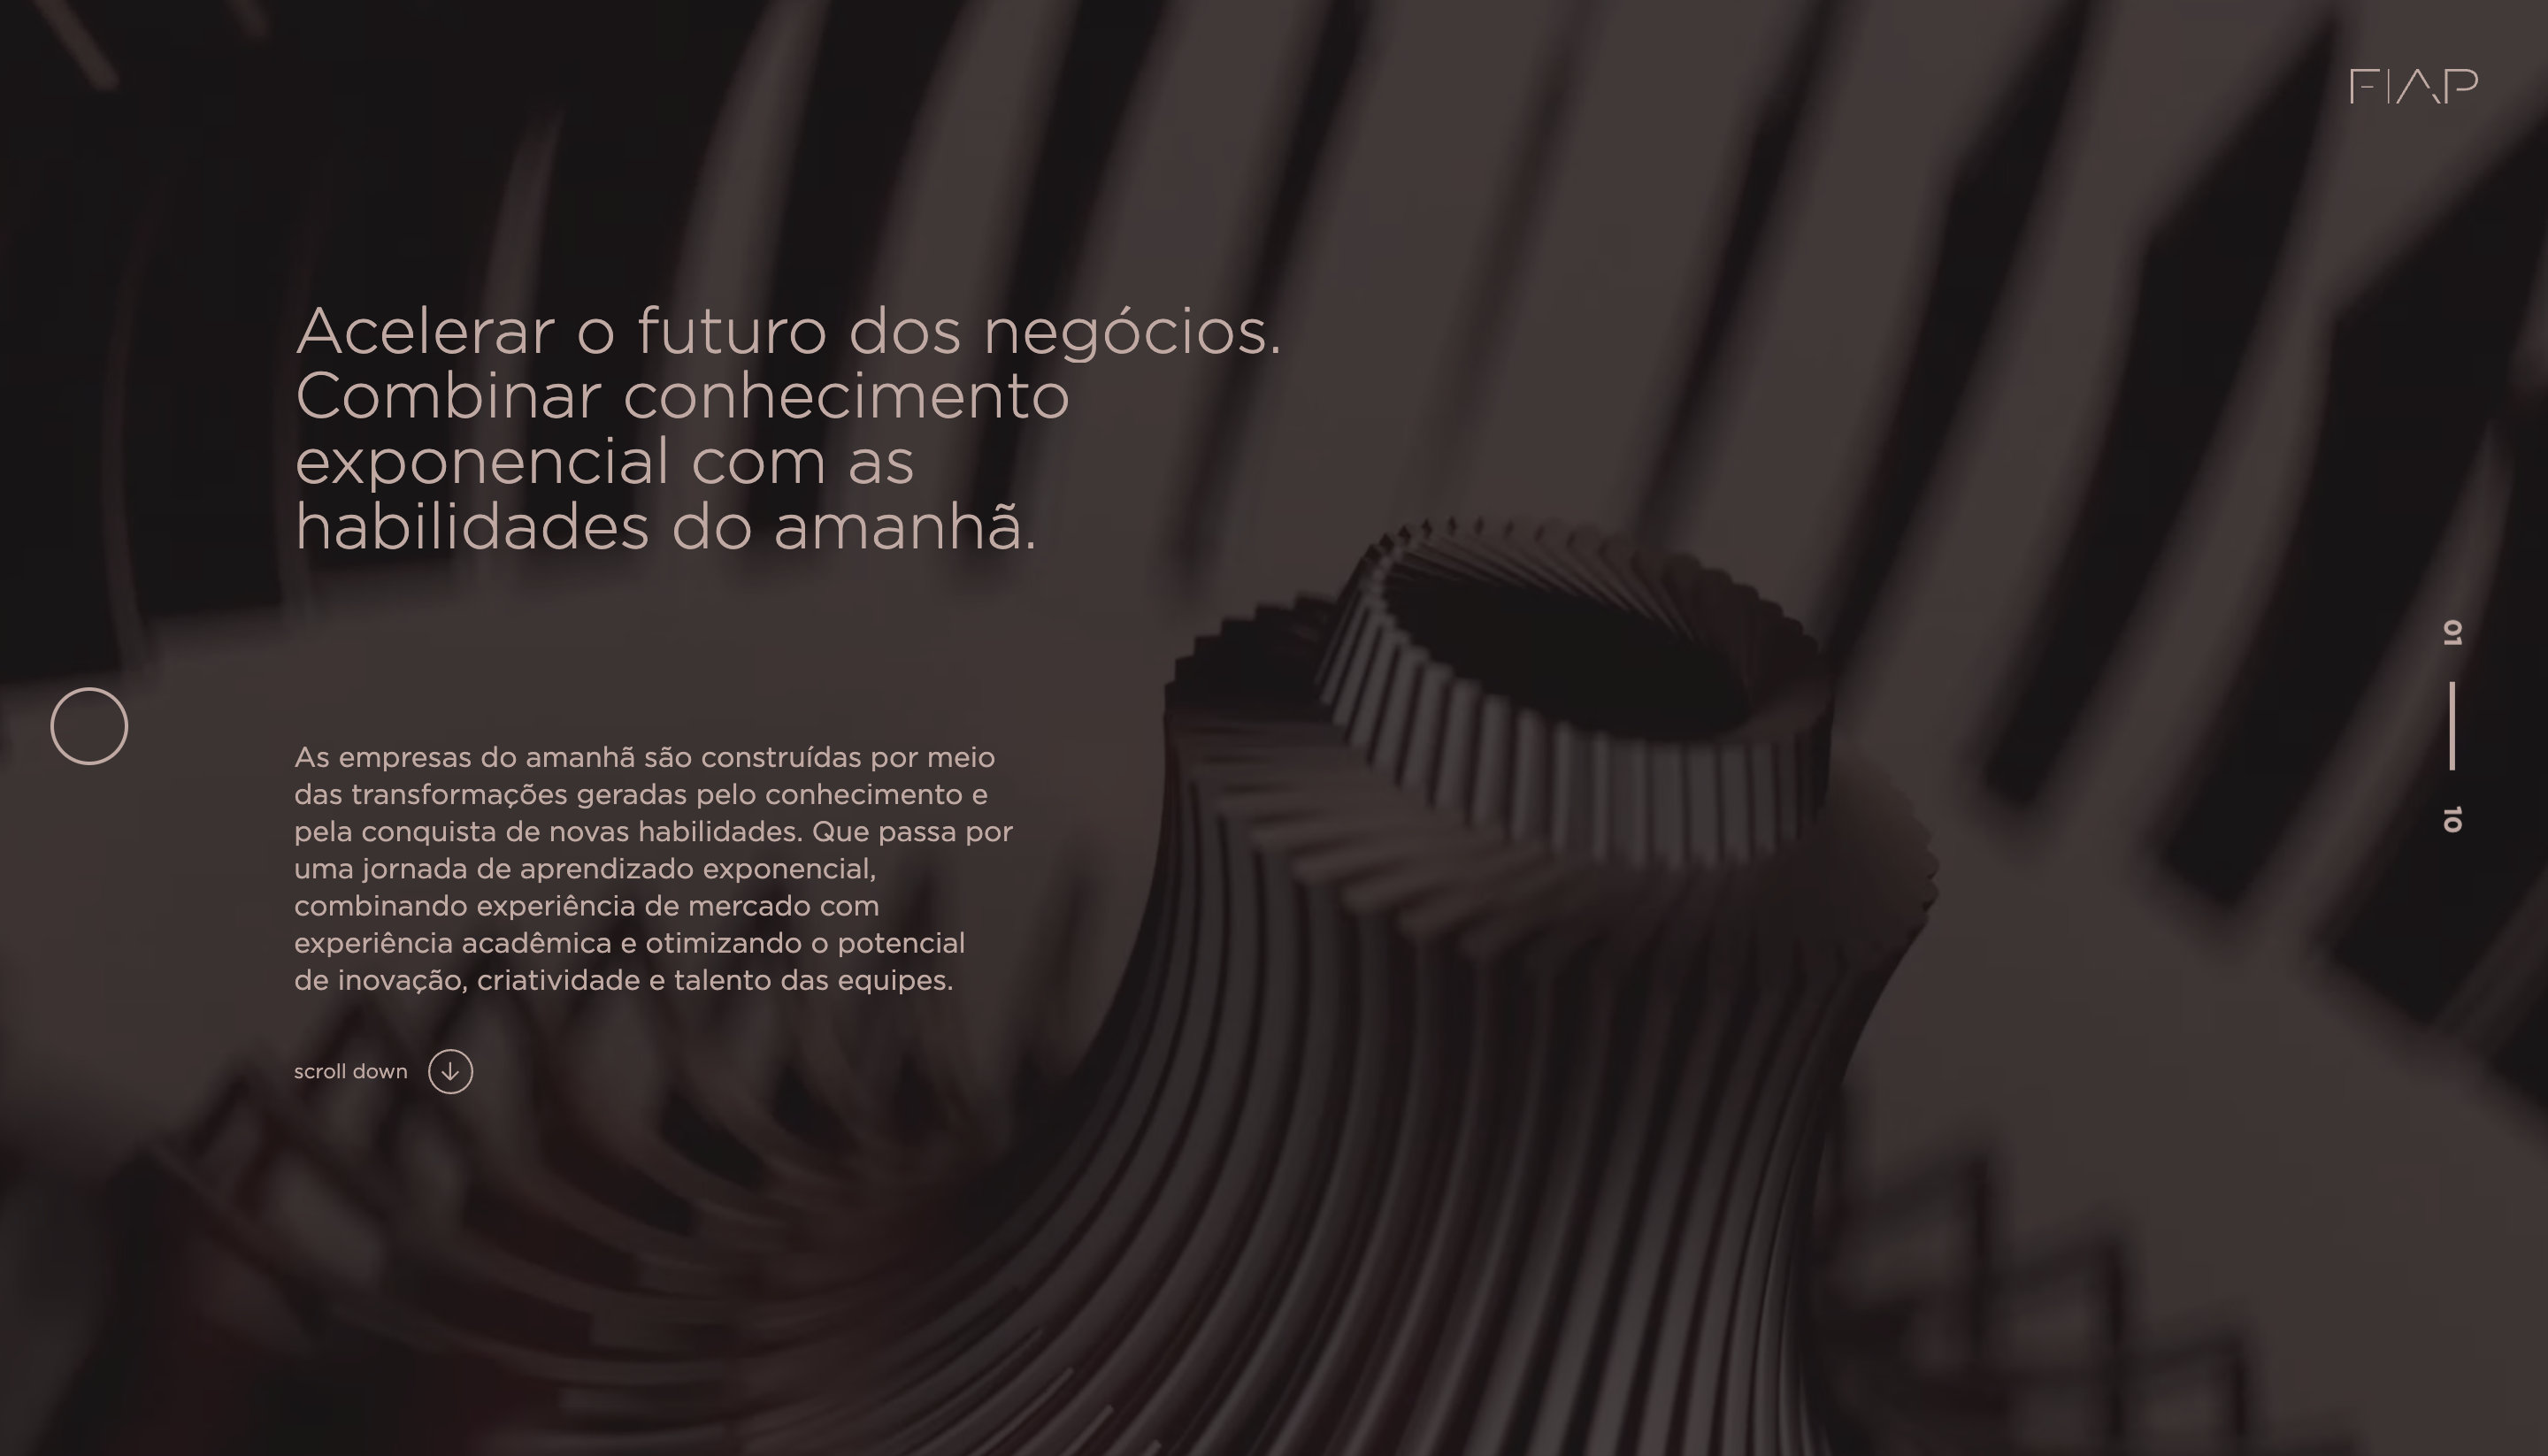 FIAP
Acelerar o futuro dos negócios.
Combinar conhecimento
exponencial com as
habilidades do amanhã.
01
10
As empresas do amanhã são construídas por meio
das transformações geradas pelo conhecimento e
pela conquista de novas habilidades. Que passa por
uma jornada de aprendizado exponencial,
combinando experiência de mercado com
experiência acadêmica e otimizando o potencial
de inovação, criatividade e talento das equipes.
scroll down